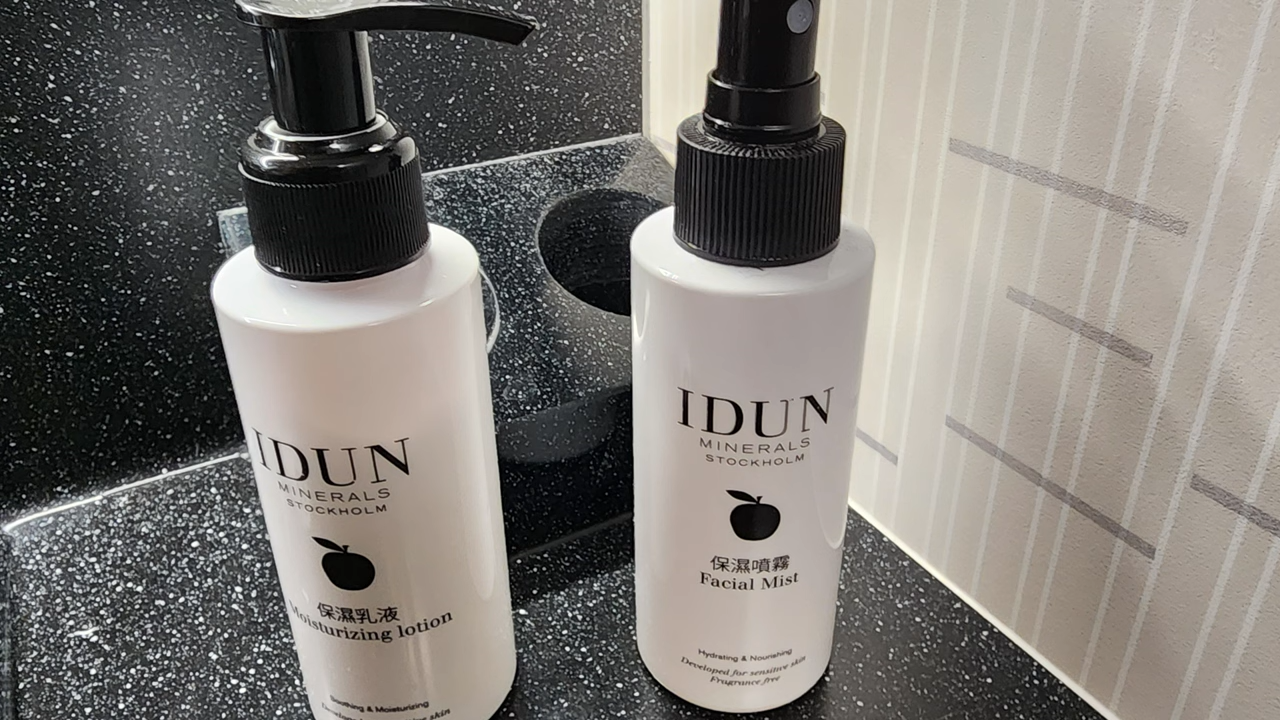 IDUN
MINERALS
STOCKHOLM
保濕乳液
Moisturizing lotion
Soothing & Moisturizing
skin
IDUN
MINERALS
STOCKHOLM
保濕噴霧
Facial Mist
Hydrating & Nourishing
Developed for sensitive skin
Fragrance free